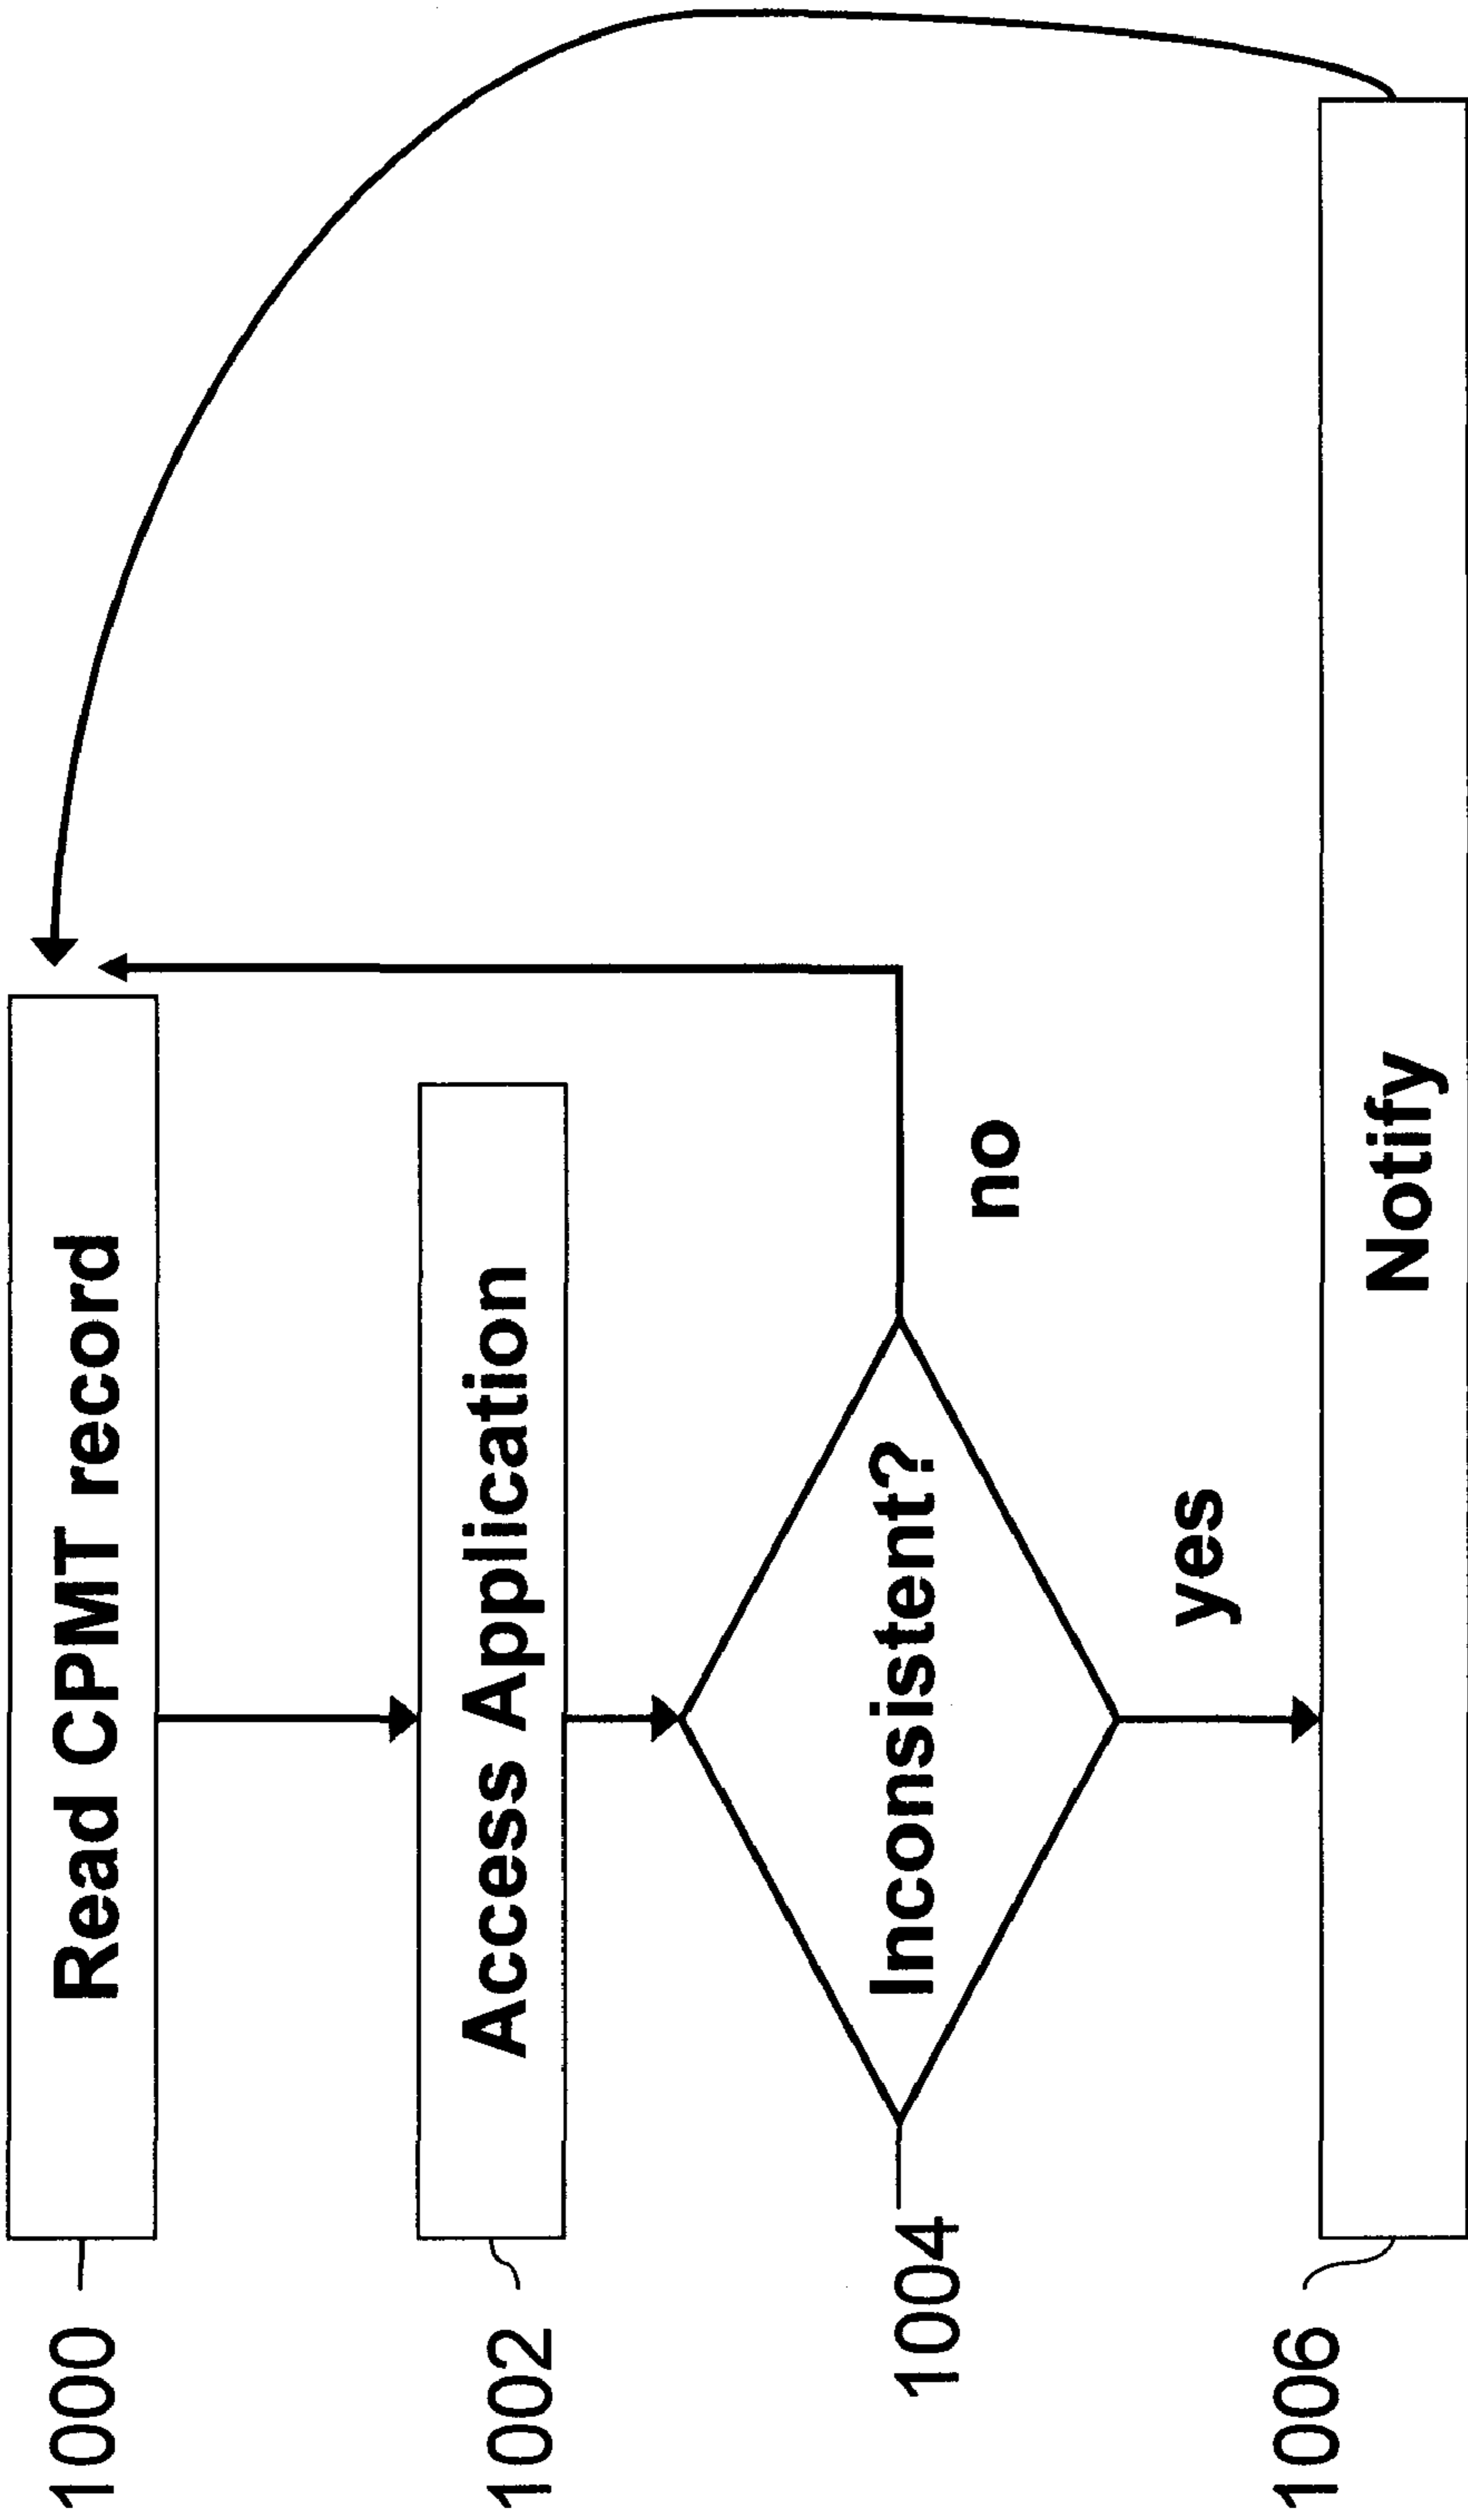 1000
Read CPMT record
1002
Access Application
1004
Inconsistent?
no
yes
1006
Notify